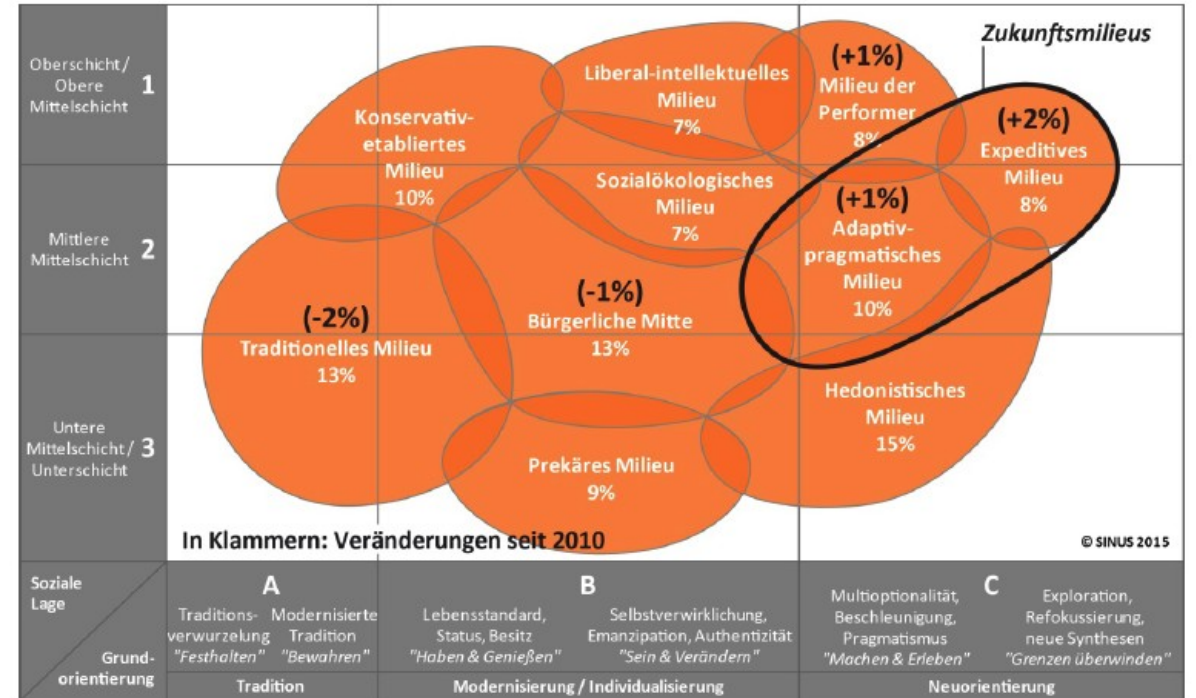 Zukunftsmilieus
Oberschicht/
Obere
Mittelschicht
1
Liberal-intellektuelles
Milieu
7%
(+1%)
Milieu der
Performer
8%
(+2%)
Expeditives
Milieu
8%
Konservativ-
etabliertes
Milieu
10%
Mittlere
Mittelschicht
2
Sozialökologisches
Milieu
7%
(+1%)
Adaptiv-
pragmatisches
Milieu
10%
(-2%)
Traditionelles Milieu
13%
(-1%)
Bürgerliche Mitte
13%
Untere
Mittelschicht/
Unterschicht
3
Hedonistisches
Milieu
15%
Prekäres Milieu
9%
In Klammern: Veränderungen seit 2010
© SINUS 2015
Soziale
Lage
Grund-
orientierung
A
Traditions-
verwurzelung
"Festhalten"
Modernisierte
Tradition
"Bewahren"
Tradition
B
Lebensstandard,
Status, Besitz
"Haben & Genießen"
Selbstverwirklichung,
Emanzipation, Authentizität
"Sein & Verändern"
Modernisierung / Individualisierung
C
Multioptionalität,
Beschleunigung,
Pragmatismus
"Machen & Erleben"
Exploration,
Refokussierung,
neue Synthesen
"Grenzen überwinden"
Neuorientierung